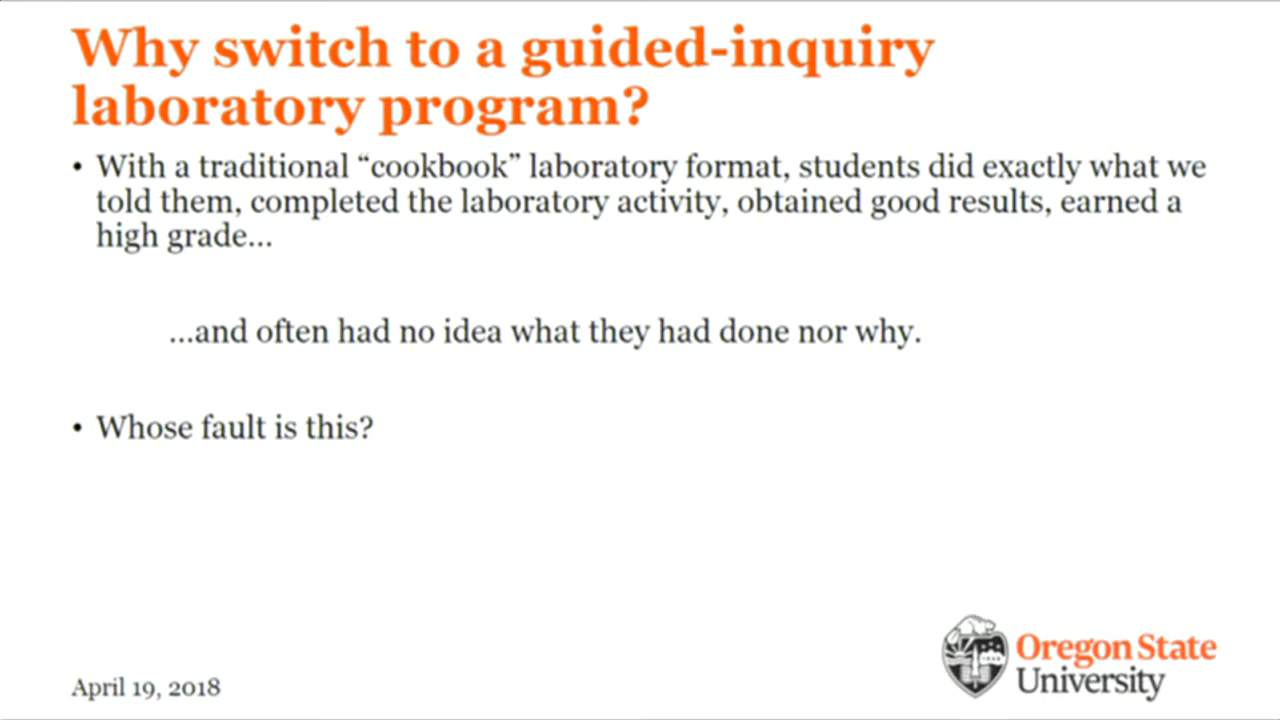 Why switch to a guided-inquiry
laboratory program?
• With a traditional “cookbook” laboratory format, students did exactly what we
told them, completed the laboratory activity, obtained good results, earned a
high grade...
...and often had no idea what they had done nor why.
• Whose fault is this?
April 19, 2018
Oregon State
University